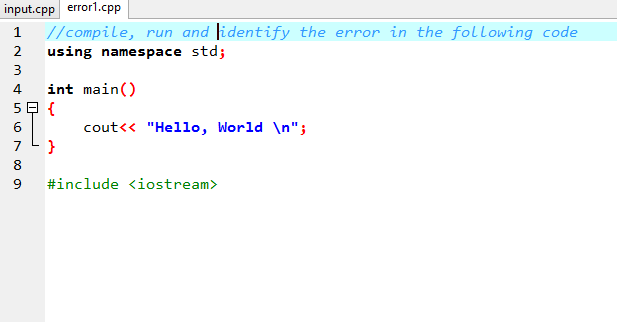 input.cpp error1.cpp
1 //compile, run and identify the error in the following code
2 using namespace std;
3
4 int main()
5 {
6 cout<< "Hello, World \n";
7 }
8
9 #include <iostream>